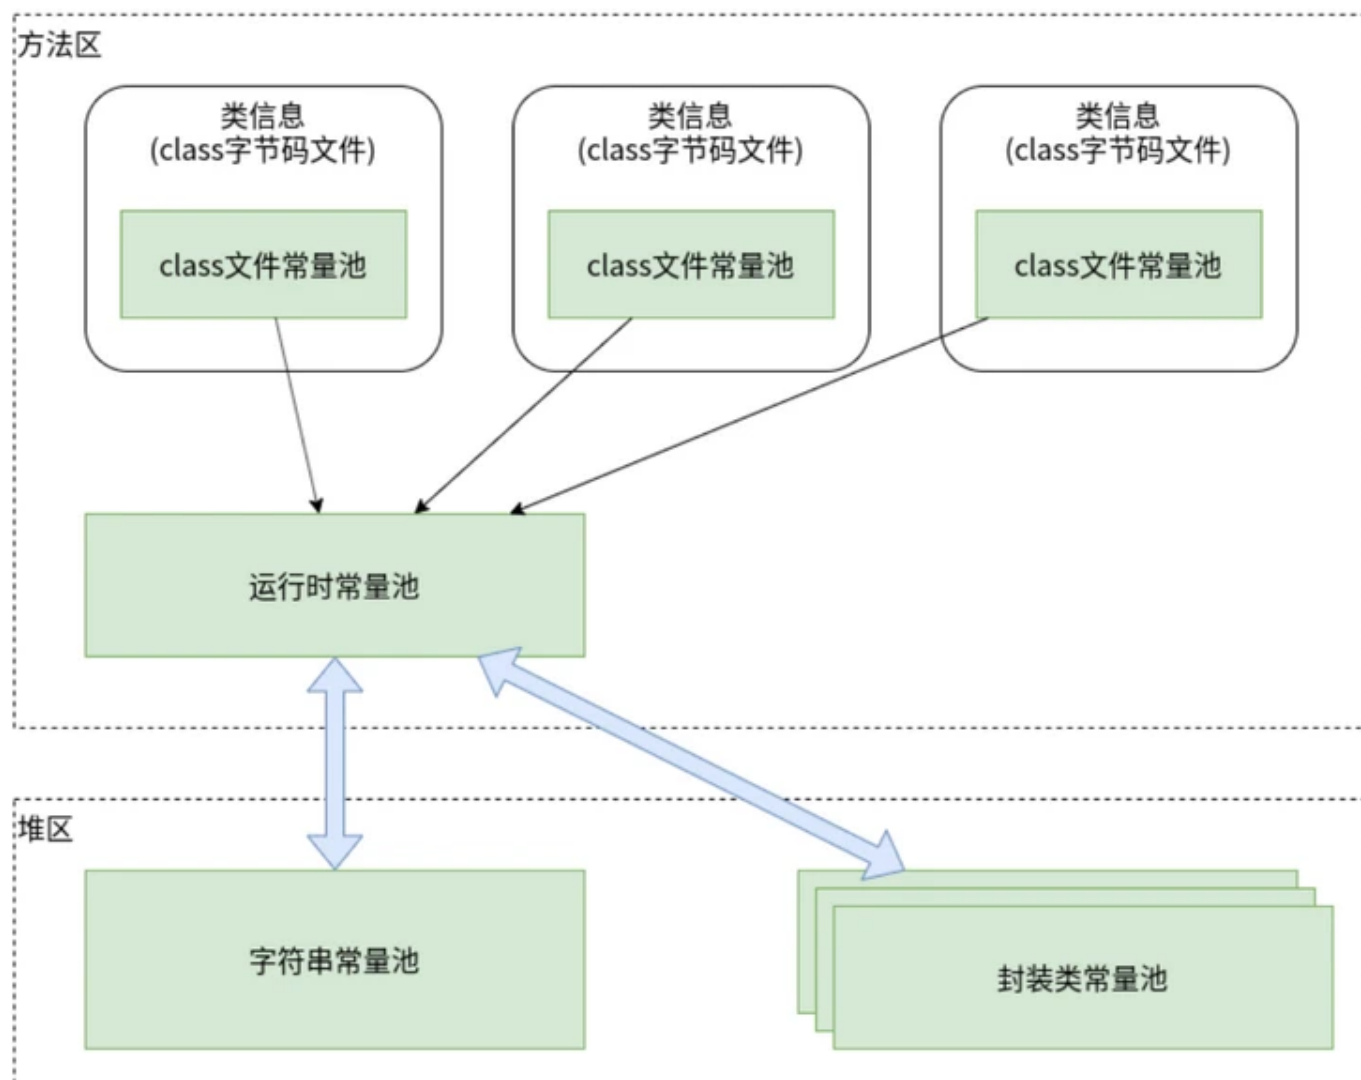 方法区
类信息
(class字节码文件)
class文件常量池
类信息
(class字节码文件)
class文件常量池
类信息
(class字节码文件)
class文件常量池
运行时常量池
堆区
字符串常量池
封装类常量池